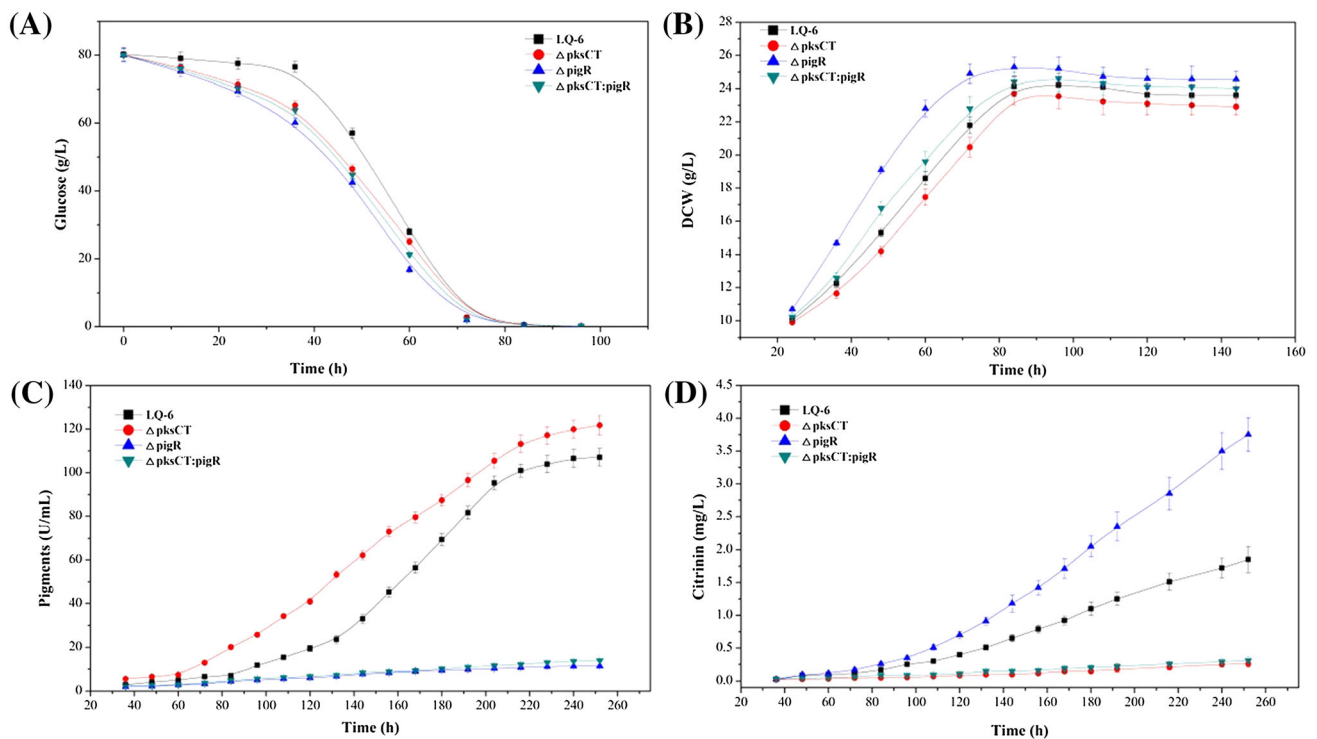 (A)
LQ-6
△ pksCT
△ pigR
△ pksCT:pigR
80
60
40
20
0
Glucose (g/L)
0 20 40 60 80 100
Time (h)
(B)
LQ-6
△ pksCT
△ pigR
△ pksCT:pigR
28
26
24
22
20
18
16
14
12
10
DCW (g/L)
20 40 60 80 100 120 140 160
Time (h)
(C)
LQ-6
△ pksCT
△ pigR
△ pksCT:pigR
140
120
100
80
60
40
20
0
Pigments (U/mL)
20 40 60 80 100 120 140 160 180 200 220 240 260
Time (h)
(D)
LQ-6
△ pksCT
△ pigR
△ pksCT:pigR
4.5
4.0
3.5
3.0
2.5
2.0
1.5
1.0
0.5
0.0
Citrinin (mg/L)
20 40 60 80 100 120 140 160 180 200 220 240 260
Time (h)